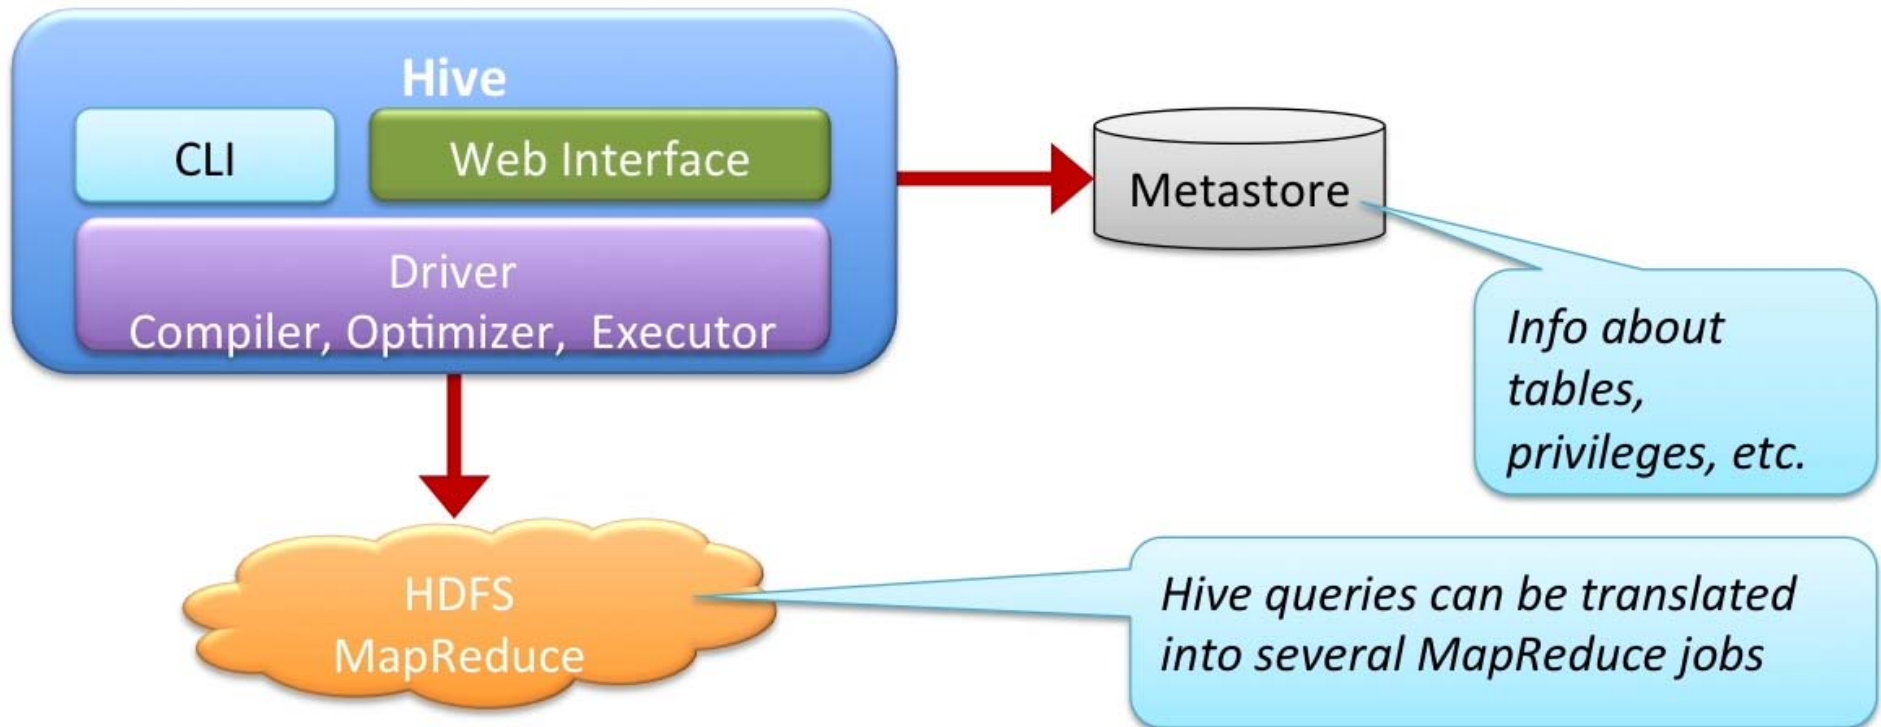 Hive
CLI
Web Interface
Driver
Compiler, Optimizer, Executor
Metastore
Info about
tables,
privileges, etc.
HDFS
MapReduce
Hive queries can be translated
into several MapReduce jobs